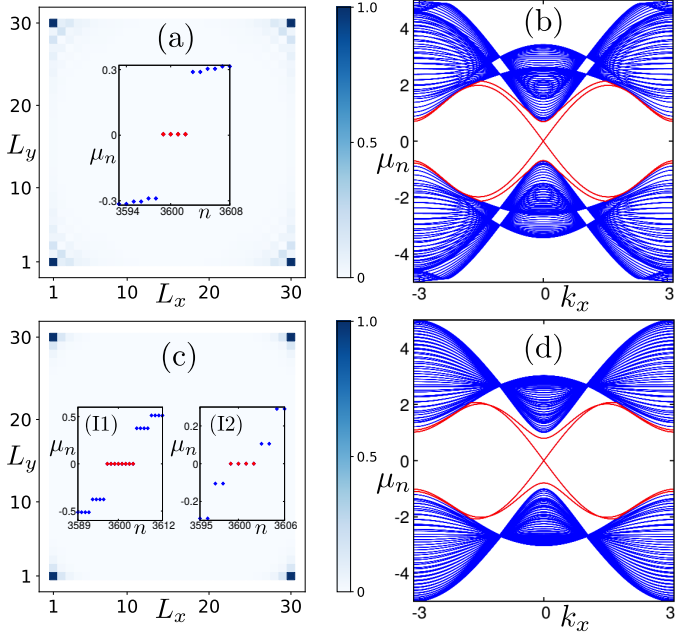 (a)
30
20
L_y
10
1
1 10 L_x 20 30
0.3
0
μ_n
-0.3
3594 3600 n 3608
1.0
0.5
0
(b)
4
2
0
μ_n
-2
-4
-3 0 k_x 3
(c)
30
20
L_y
10
1
1 10 L_x 20 30
(I1)
0.5
μ_n
0
-0.5
3589 3600 n 3612
(I2)
0.2
μ_n
0
-0.2
3595 3600 n 3606
1.0
0.5
0
(d)
4
2
0
μ_n
-2
-4
-3 0 k_x 3